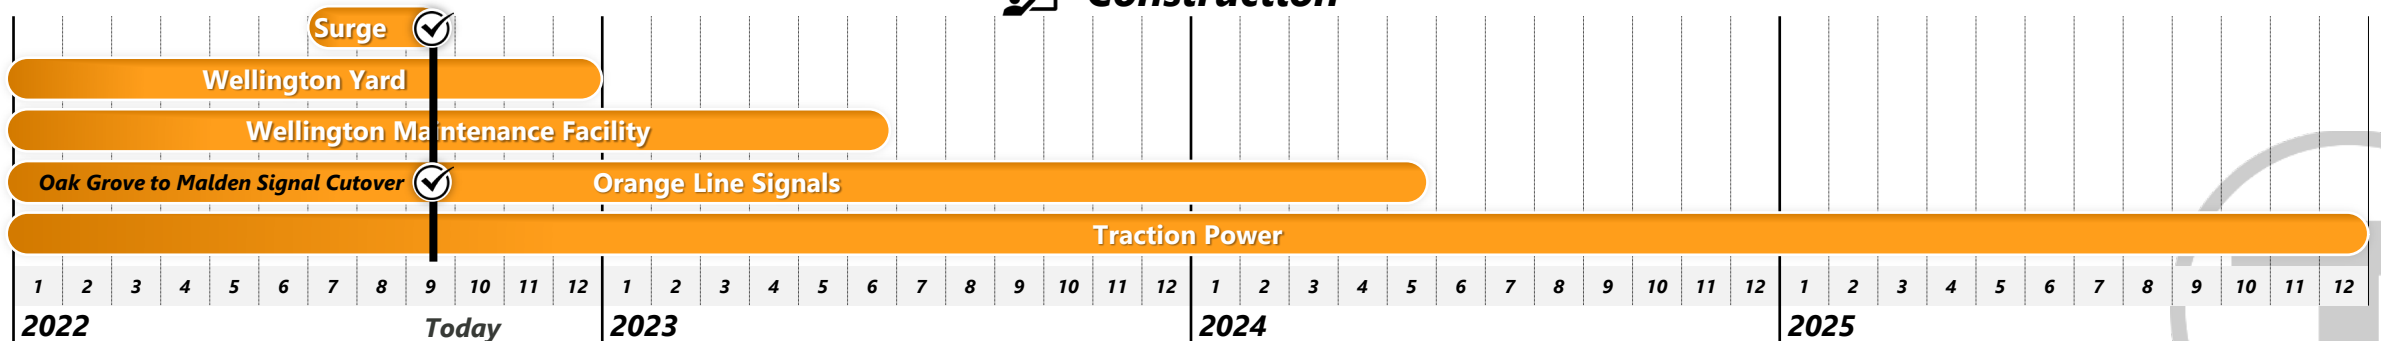 Construction
Surge
Wellington Yard
Wellington Maintenance Facility
Oak Grove to Malden Signal Cutover Orange Line Signals
Traction Power
1 2 3 4 5 6 7 8 9 10 11 12 1 2 3 4 5 6 7 8 9 10 11 12 1 2 3 4 5 6 7 8 9 10 11 12 1 2 3 4 5 6 7 8 9 10 11 12
2022 Today 2023 2024 2025